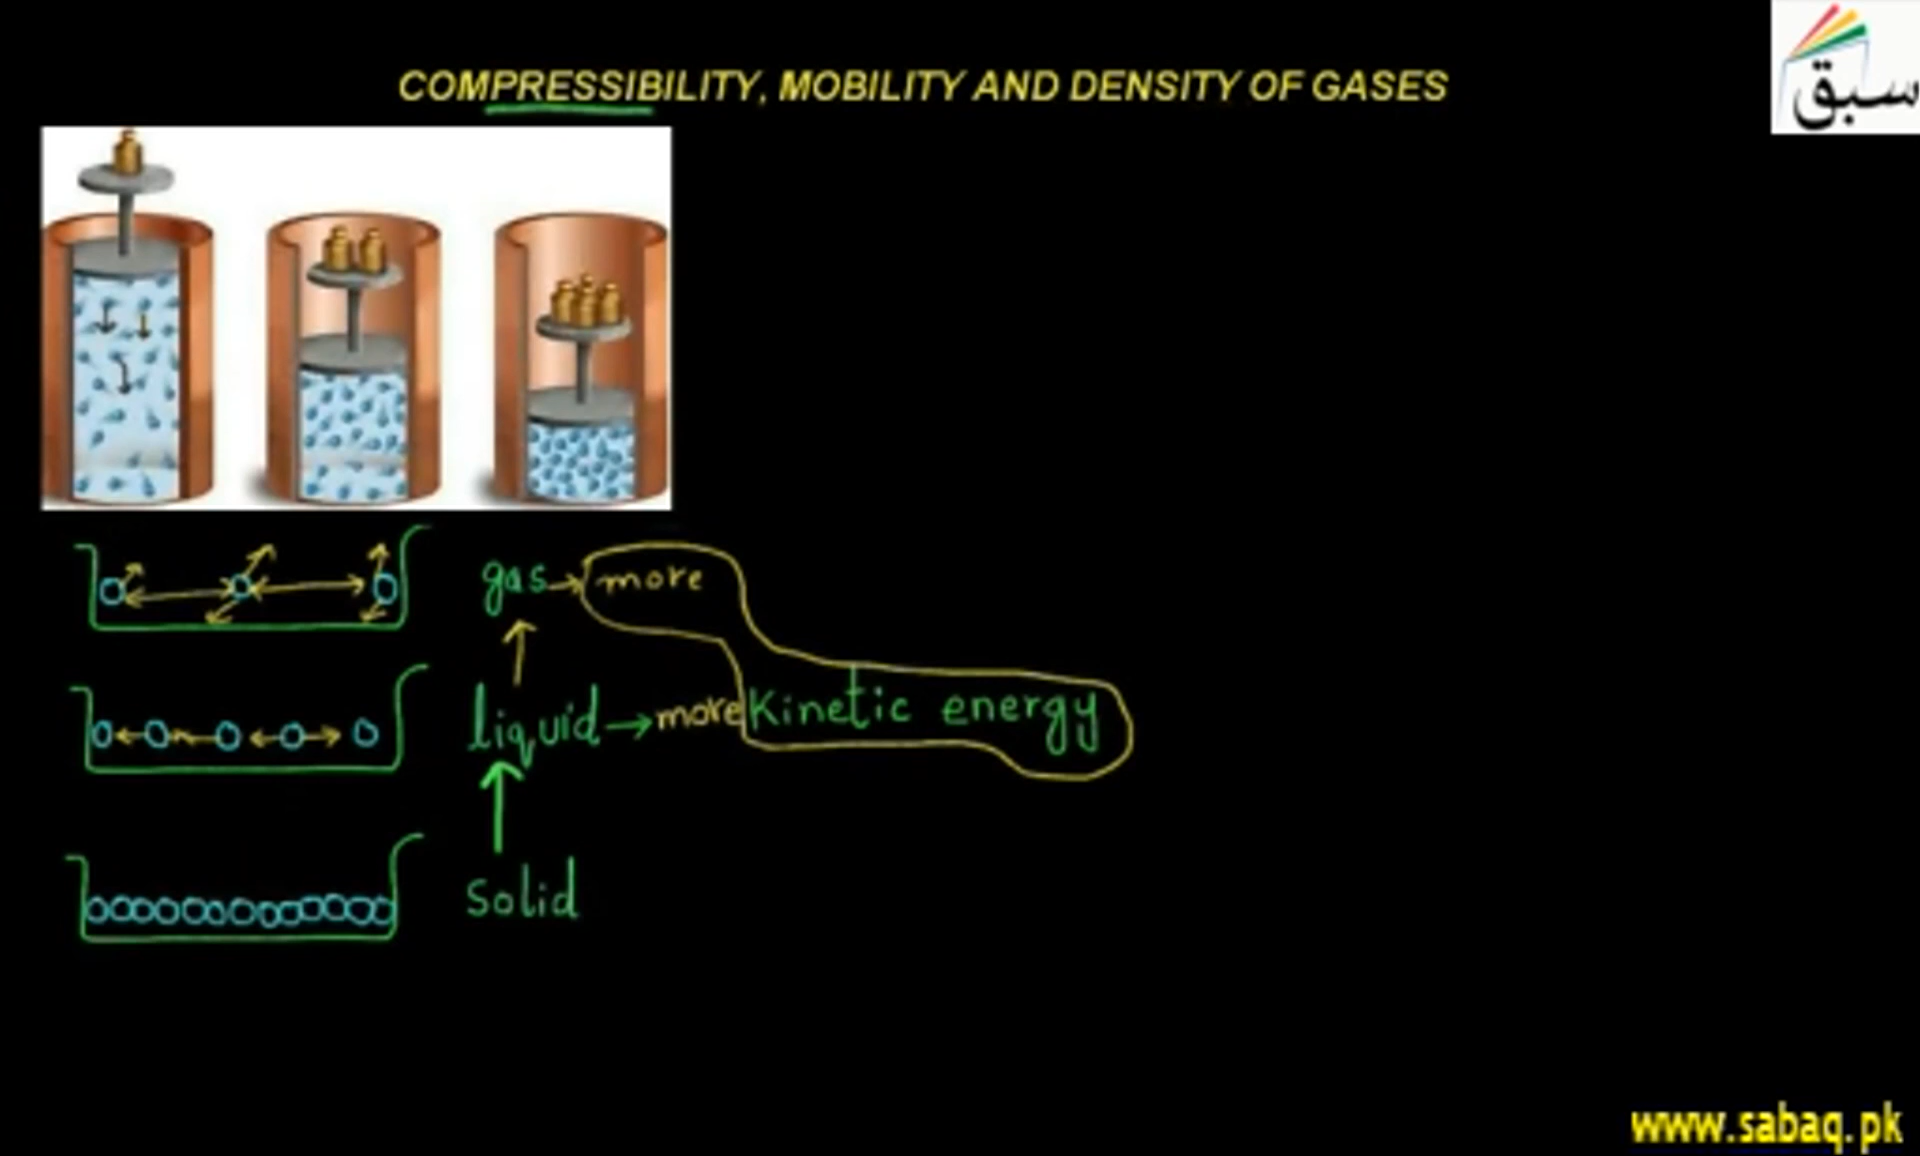 COMPRESSIBILITY, MOBILITY AND DENSITY OF GASES
سبق
gas → more
liquid → more Kinetic energy
solid
www.sabaq.pk